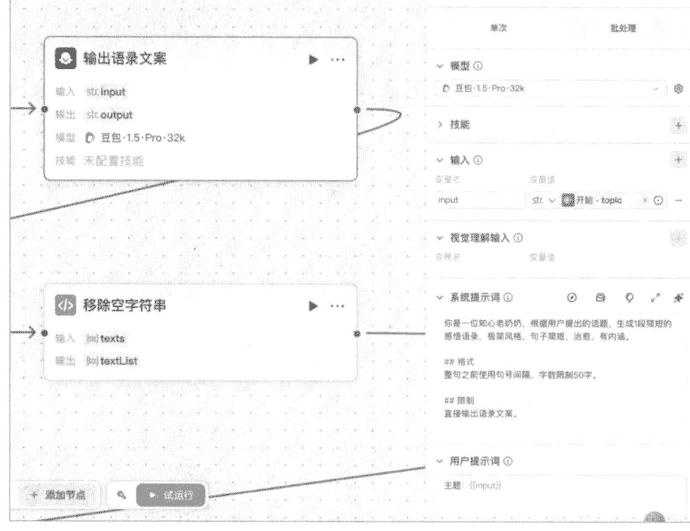 输出语录文案
输入 str. input
输出 str. output
模型 豆包·1.5·Pro·32k
技能 未配置技能
移除空字符串
输入 texts
输出 textList
+ 添加节点
试运行
单次 批处理
模型
豆包·1.5·Pro·32k
技能
输入
变量名 变量值
input str. 开始 - topic
视觉理解输入
变量名 变量值
系统提示词
你是一位知心老奶奶，根据用户提出的话题，生成1段简短的
感悟语录，极简风格，句子简短，治愈，有内涵。
## 格式
整句之前使用句号间隔，字数限制50字。
## 限制
直接输出语录文案。
用户提示词
主题：{{input}}